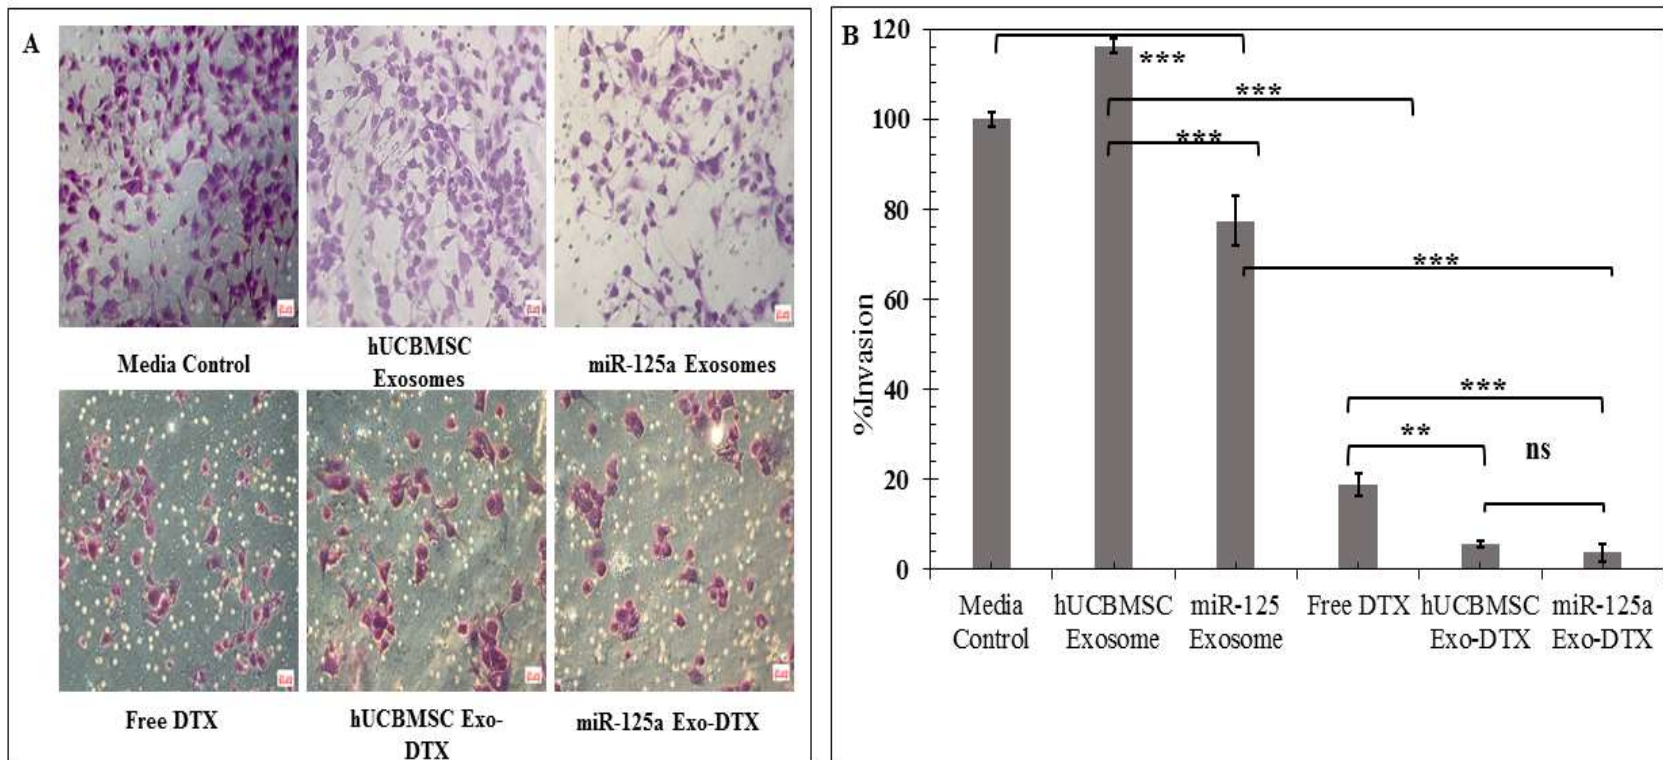 A
Media Control
hUCBMSC
Exosomes
miR-125a Exosomes
Free DTX
hUCBMSC Exo-
DTX
miR-125a Exo-DTX
B
%Invasion
120
100
80
60
40
20
0
***
***
***
***
***
**
ns
Media
Control
hUCBMSC
Exosome
miR-125
Exosome
Free DTX
hUCBMSC
Exo-DTX
miR-125a
Exo-DTX